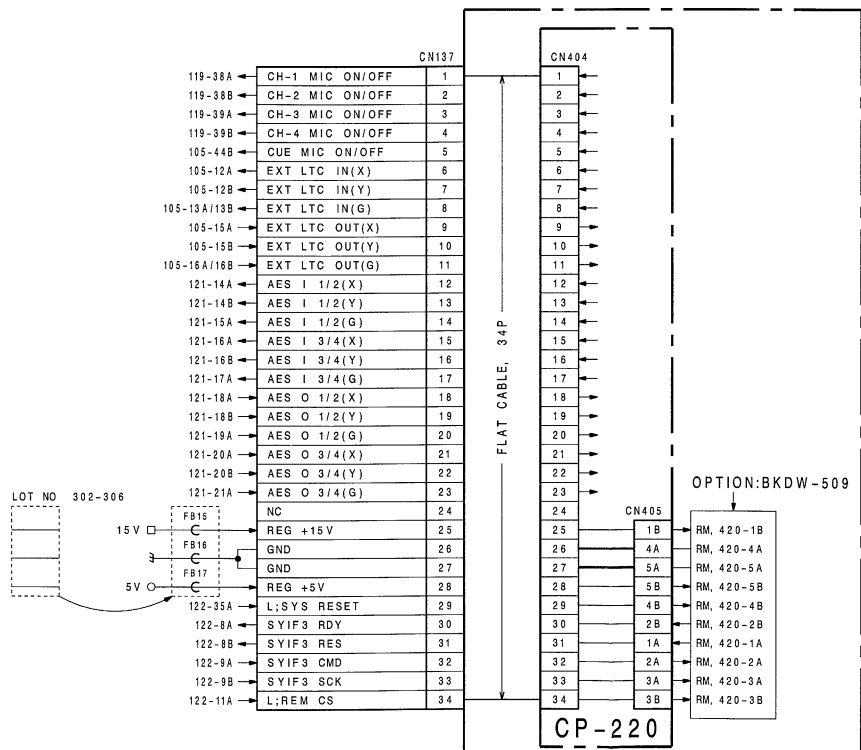 CN137 CN404
119-38A CH-1 MIC ON/OFF 1 1
119-38B CH-2 MIC ON/OFF 2 2
119-39A CH-3 MIC ON/OFF 3 3
119-39B CH-4 MIC ON/OFF 4 4
105-44B CUE MIC ON/OFF 5 5
105-12A EXT LTC IN(X) 6 6
105-12B EXT LTC IN(Y) 7 7
105-13A/13B EXT LTC IN(G) 8 8
105-15A EXT LTC OUT(X) 9 9
105-15B EXT LTC OUT(Y) 10 10
105-16A/16B EXT LTC OUT(G) 11 11
121-14A AES I 1/2(X) 12 12
121-14B AES I 1/2(Y) 13 13
121-15A AES I 1/2(G) 14 14
121-16A AES I 3/4(X) 15 15
121-16B AES I 3/4(Y) 16 16
121-17A AES I 3/4(G) 17 17
121-18A AES O 1/2(X) 18 18
121-18B AES O 1/2(Y) 19 19
121-19A AES O 1/2(G) 20 20
121-20A AES O 3/4(X) 21 21
121-20B AES O 3/4(Y) 22 22
121-21A AES O 3/4(G) 23 23
FLAT CABLE, 34P
OPTION:BKDW-509
LOT NO 302-306
NC 24 24 CN405
15V FB15 REG +15V 25 25 1B RM, 420-1B
FB16 GND 26 26 4A RM, 420-4A
GND 27 27 5A RM, 420-5A
5V FB17 REG +5V 28 28 5B RM, 420-5B
122-35A L;SYS RESET 29 29 4B RM, 420-4B
122-8A SYIF3 RDY 30 30 2B RM, 420-2B
122-8B SYIF3 RES 31 31 1A RM, 420-1A
122-9A SYIF3 CMD 32 32 2A RM, 420-2A
122-9B SYIF3 SCK 33 33 3A RM, 420-3A
122-11A L;REM CS 34 34 3B RM, 420-3B
CP-220